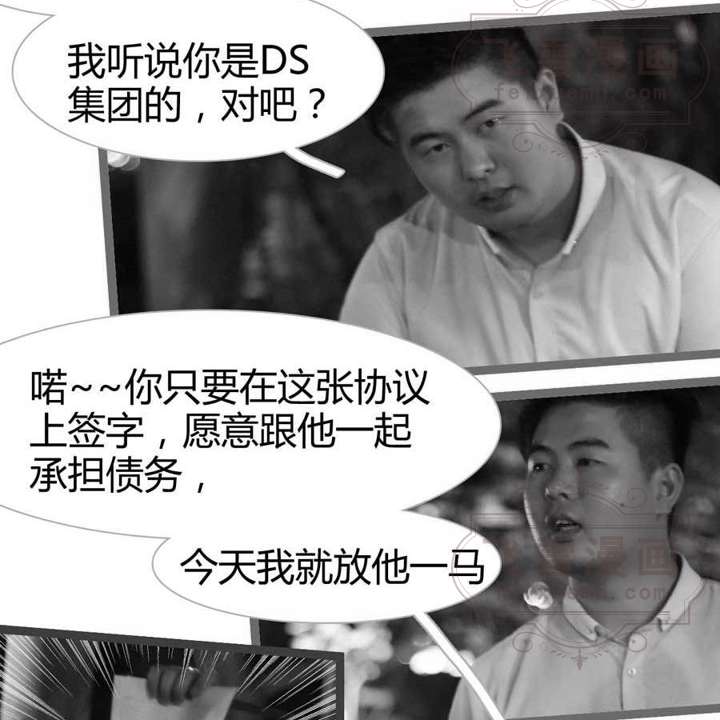 我听说你是DS
集团的，对吧？
喏~~你只要在这张协议
上签字，愿意跟他一起
承担债务，
今天我就放他一马